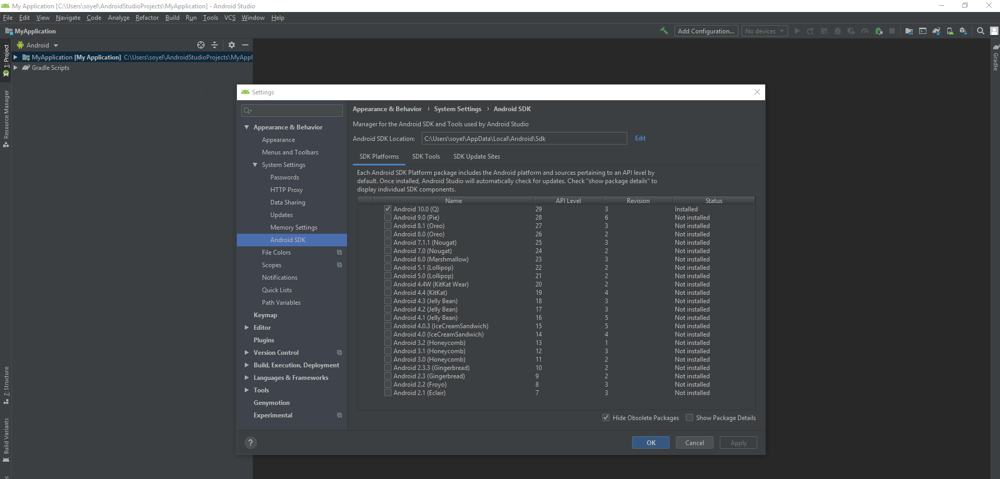 My Application [C:\Users\soyel\AndroidStudioProjects\MyApplication] - Android Studio
File Edit View Navigate Code Analyze Refactor Build Run Tools VCS Window Help
MyApplication
Add Configuration...
No devices
Android
MyApplication [My Application] C:\Users\soyel\AndroidStudioProjects\MyAppl
Gradle Scripts
1: Project
Resource Manager
7: Structure
Build Variants
Gradle
Settings
Appearance & Behavior
Appearance
Menus and Toolbars
System Settings
Passwords
HTTP Proxy
Data Sharing
Updates
Memory Settings
Android SDK
File Colors
Scopes
Notifications
Quick Lists
Path Variables
Keymap
Editor
Plugins
Version Control
Build, Execution, Deployment
Languages & Frameworks
Tools
Genymotion
Experimental
Appearance & Behavior › System Settings › Android SDK
Manager for the Android SDK and Tools used by Android Studio
Android SDK Location: C:\Users\soyel\AppData\Local\Android\Sdk Edit
SDK Platforms SDK Tools SDK Update Sites
Each Android SDK Platform package includes the Android platform and sources pertaining to an API level by
default. Once installed, Android Studio will automatically check for updates. Check "show package details" to
display individual SDK components.
Name API Level Revision Status
Android 10.0 (Q) 29 3 Installed
Android 9.0 (Pie) 28 6 Not installed
Android 8.1 (Oreo) 27 3 Not installed
Android 8.0 (Oreo) 26 2 Not installed
Android 7.1.1 (Nougat) 25 3 Not installed
Android 7.0 (Nougat) 24 2 Not installed
Android 6.0 (Marshmallow) 23 3 Not installed
Android 5.1 (Lollipop) 22 2 Not installed
Android 5.0 (Lollipop) 21 2 Not installed
Android 4.4W (KitKat Wear) 20 2 Not installed
Android 4.4 (KitKat) 19 4 Not installed
Android 4.3 (Jelly Bean) 18 3 Not installed
Android 4.2 (Jelly Bean) 17 3 Not installed
Android 4.1 (Jelly Bean) 16 5 Not installed
Android 4.0.3 (IceCreamSandwich) 15 5 Not installed
Android 4.0 (IceCreamSandwich) 14 4 Not installed
Android 3.2 (Honeycomb) 13 1 Not installed
Android 3.1 (Honeycomb) 12 3 Not installed
Android 3.0 (Honeycomb) 11 2 Not installed
Android 2.3.3 (Gingerbread) 10 2 Not installed
Android 2.3 (Gingerbread) 9 2 Not installed
Android 2.2 (Froyo) 8 3 Not installed
Android 2.1 (Eclair) 7 3 Not installed
Hide Obsolete Packages Show Package Details
? OK Cancel Apply